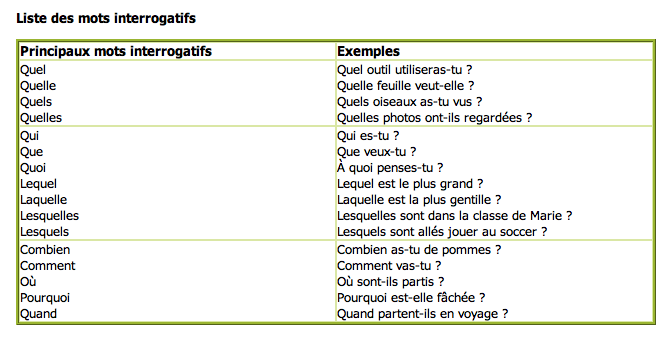 Liste des mots interrogatifs
Principaux mots interrogatifs Exemples
Quel Quel outil utiliseras-tu ?
Quelle Quelle feuille veut-elle ?
Quels Quels oiseaux as-tu vus ?
Quelles Quelles photos ont-ils regardées ?
Qui Qui es-tu ?
Que Que veux-tu ?
Quoi À quoi penses-tu ?
Lequel Lequel est le plus grand ?
Laquelle Laquelle est la plus gentille ?
Lesquelles Lesquelles sont dans la classe de Marie ?
Lesquels Lesquels sont allés jouer au soccer ?
Combien Combien as-tu de pommes ?
Comment Comment vas-tu ?
Où Où sont-ils partis ?
Pourquoi Pourquoi est-elle fâchée ?
Quand Quand partent-ils en voyage ?